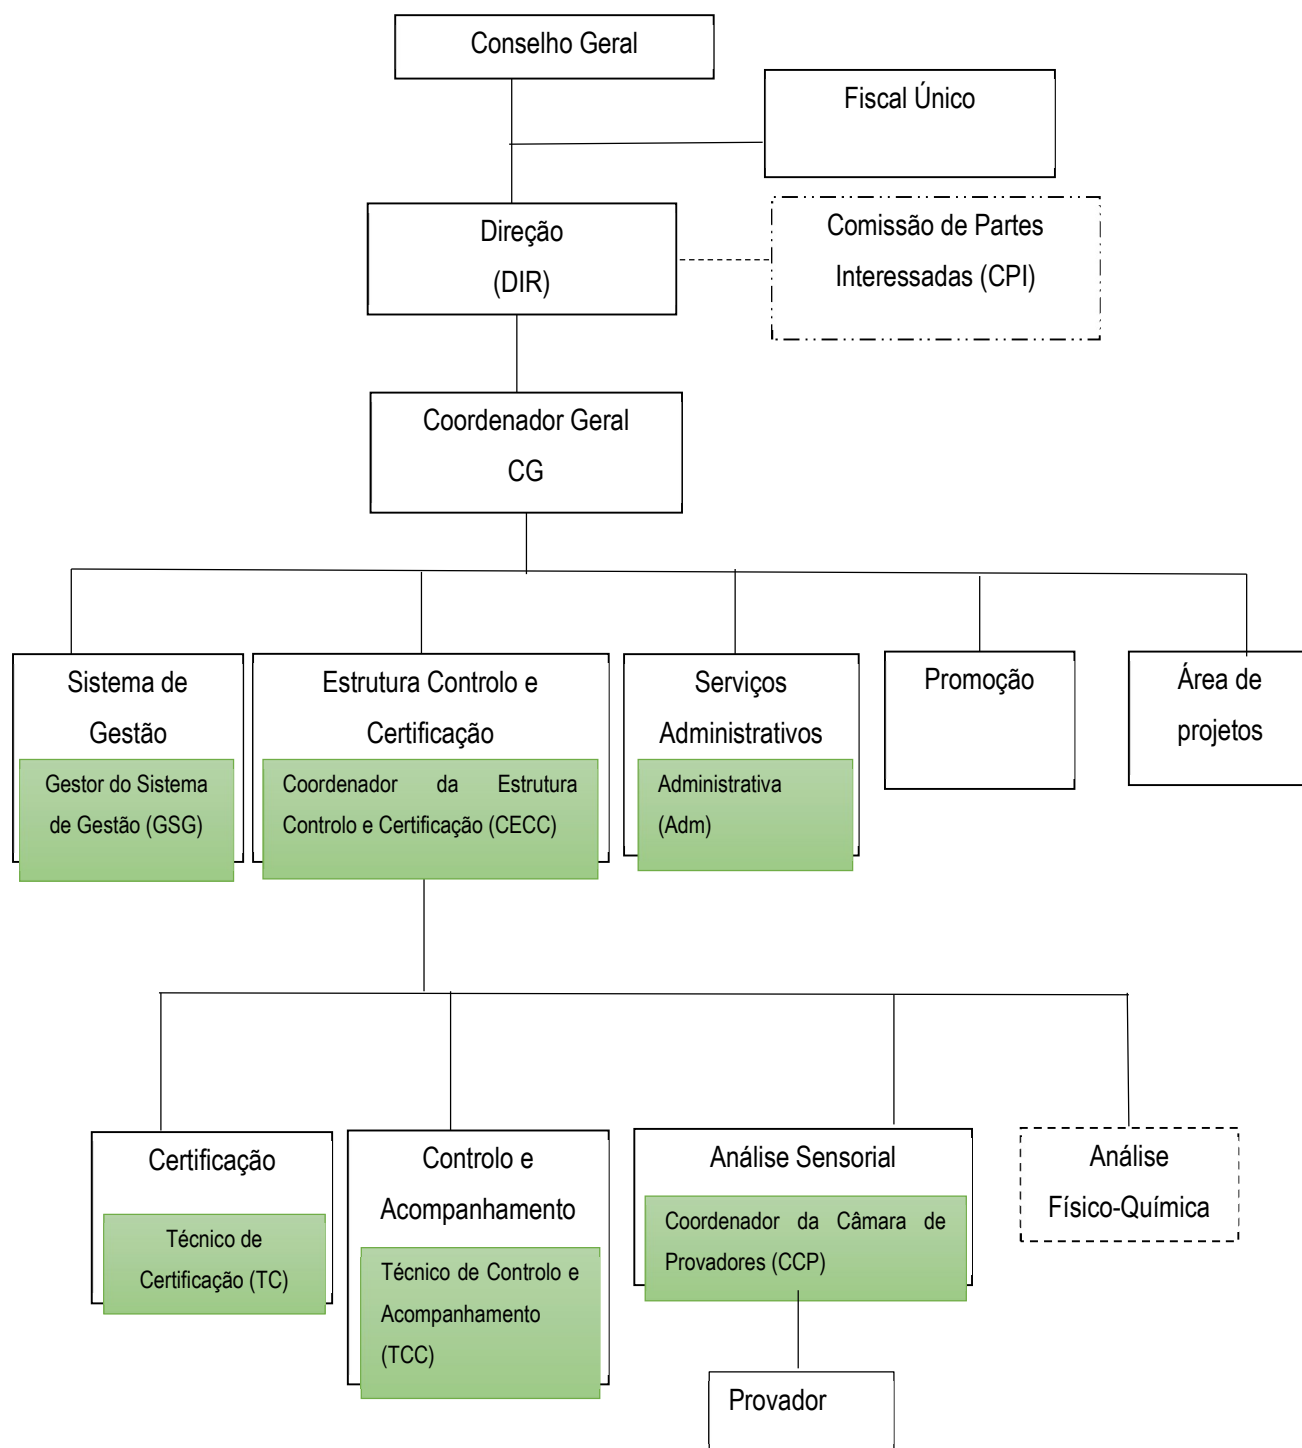 Conselho Geral
Fiscal Único
Direção
(DIR)
Comissão de Partes
Interessadas (CPI)
Coordenador Geral
CG
Sistema de
Gestão
Gestor do Sistema
de Gestão (GSG)
Estrutura Controlo e
Certificação
Coordenador da Estrutura
Controlo e Certificação (CECC)
Serviços
Administrativos
Administrativa
(Adm)
Promoção
Área de
projetos
Certificação
Técnico de
Certificação (TC)
Controlo e
Acompanhamento
Técnico de Controlo e
Acompanhamento
(TCC)
Análise Sensorial
Coordenador da Câmara de
Provadores (CCP)
Análise
Físico-Química
Provador